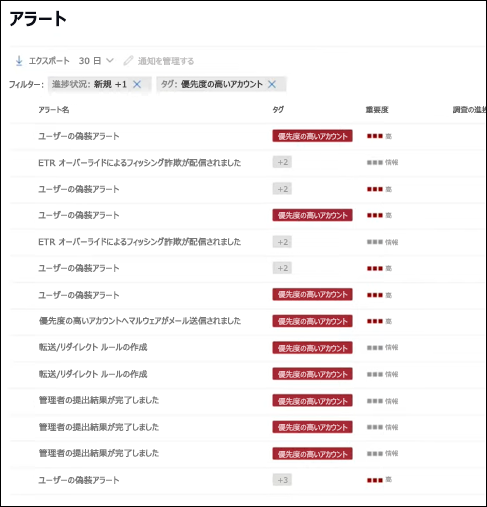 アラート
エクスポート 30 日 通知を管理する
フィルター: 進捗状況: 新規 +1 タグ: 優先度の高いアカウント
アラート名 タグ 重要度 調査の進捗
ユーザーの偽装アラート 優先度の高いアカウント
ETR オーバーライドによるフィッシング詐欺が配信されました +2 情報
ユーザーの偽装アラート +2
ユーザーの偽装アラート 優先度の高いアカウント
ETR オーバーライドによるフィッシング詐欺が配信されました +2 情報
ユーザーの偽装アラート +2
ユーザーの偽装アラート 優先度の高いアカウント
優先度の高いアカウントへマルウェアがメール送信されました 優先度の高いアカウント
転送/リダイレクト ルールの作成 優先度の高いアカウント 情報
転送/リダイレクト ルールの作成 優先度の高いアカウント 情報
管理者の提出結果が完了しました 優先度の高いアカウント 情報
管理者の提出結果が完了しました 優先度の高いアカウント 情報
管理者の提出結果が完了しました 優先度の高いアカウント 情報
ユーザーの偽装アラート +3